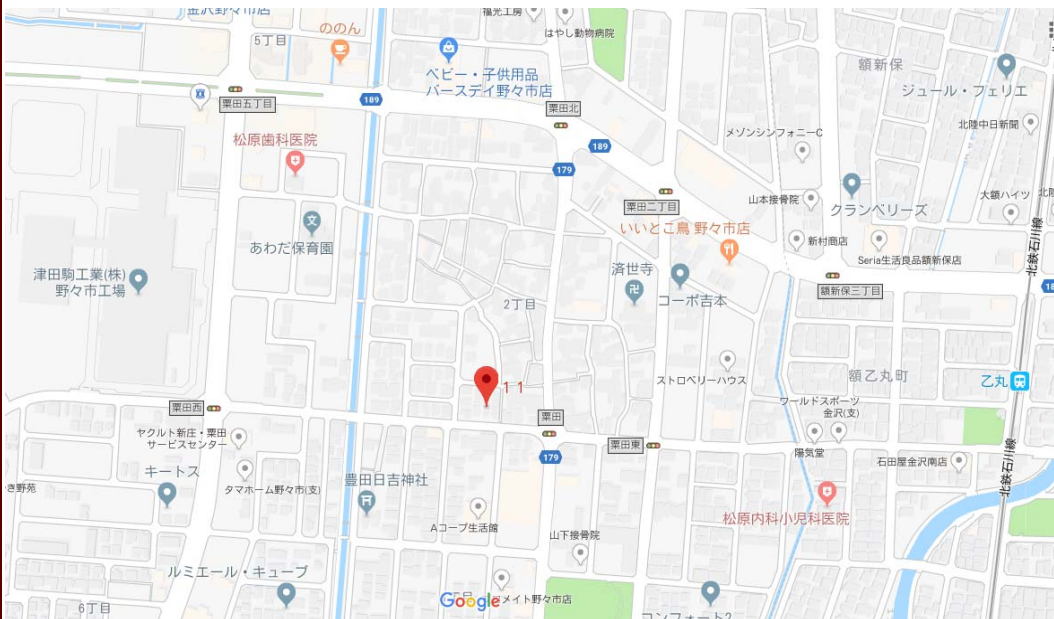 金沢野々市店
福光工房
はやし動物病院
5丁目
ののん
ベビー・子供用品
バースデイ野々市店
額新保
ジュール・フェリエ
189
粟田五丁目
粟田北
松原歯科医院
メゾンシンフォニーC
北陸中日新聞
189
179
山本接骨院
クランベリーズ
大額ハイツ
粟田二丁目
あわだ保育園
いいとこ鳥 野々市店
新村商店
Seria生活良品額新保店
北鉄石川線
済世寺
津田駒工業(株)
野々市工場
コーポ吉本
額新保三丁目
2丁目
ストロベリーハウス
額乙丸町
乙丸
11
ワールドスポーツ
金沢(支)
粟田西
粟田
粟田東
ヤクルト新庄・粟田
サービスセンター
179
陽気堂
石田屋金沢南店
北鉄石川線
キートス
き野苑
タマホーム野々市(支)
豊田日吉神社
Aコープ生活館
松原内科小児科医院
山下接骨院
ルミエール・キューブ
Google
メイト野々市店
6丁目
コンフォート2